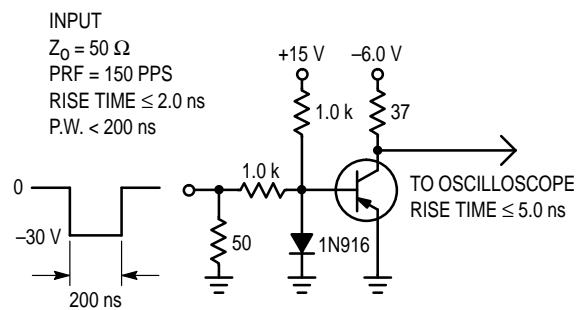 INPUT
Zo = 50 Ω
PRF = 150 PPS
RISE TIME ≤ 2.0 ns
P.W. < 200 ns
+15 V
–6.0 V
1.0 k
37
1.0 k
TO OSCILLOSCOPE
RISE TIME ≤ 5.0 ns
0
–30 V
50
1N916
200 ns